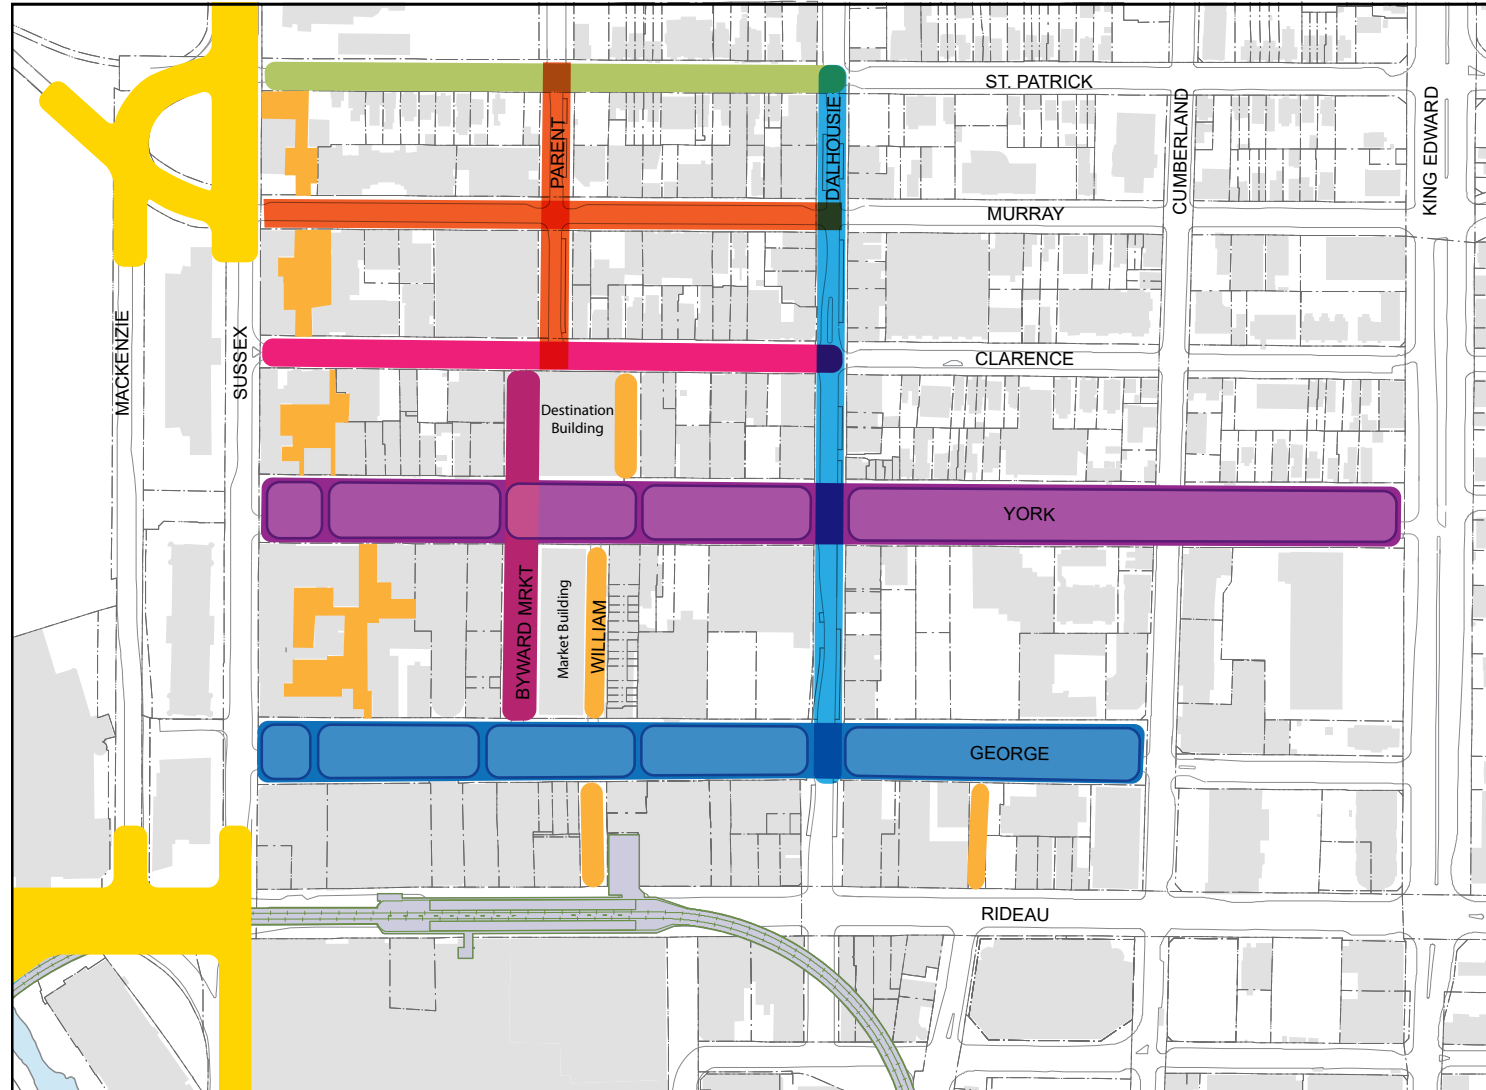 ST. PATRICK
PARENT
DALHOUSIE
CUMBERLAND
KING EDWARD
MURRAY
MACKENZIE
SUSSEX
CLARENCE
Destination
Building
YORK
BYWARD MRKT
Market Building
WILLIAM
GEORGE
RIDEAU